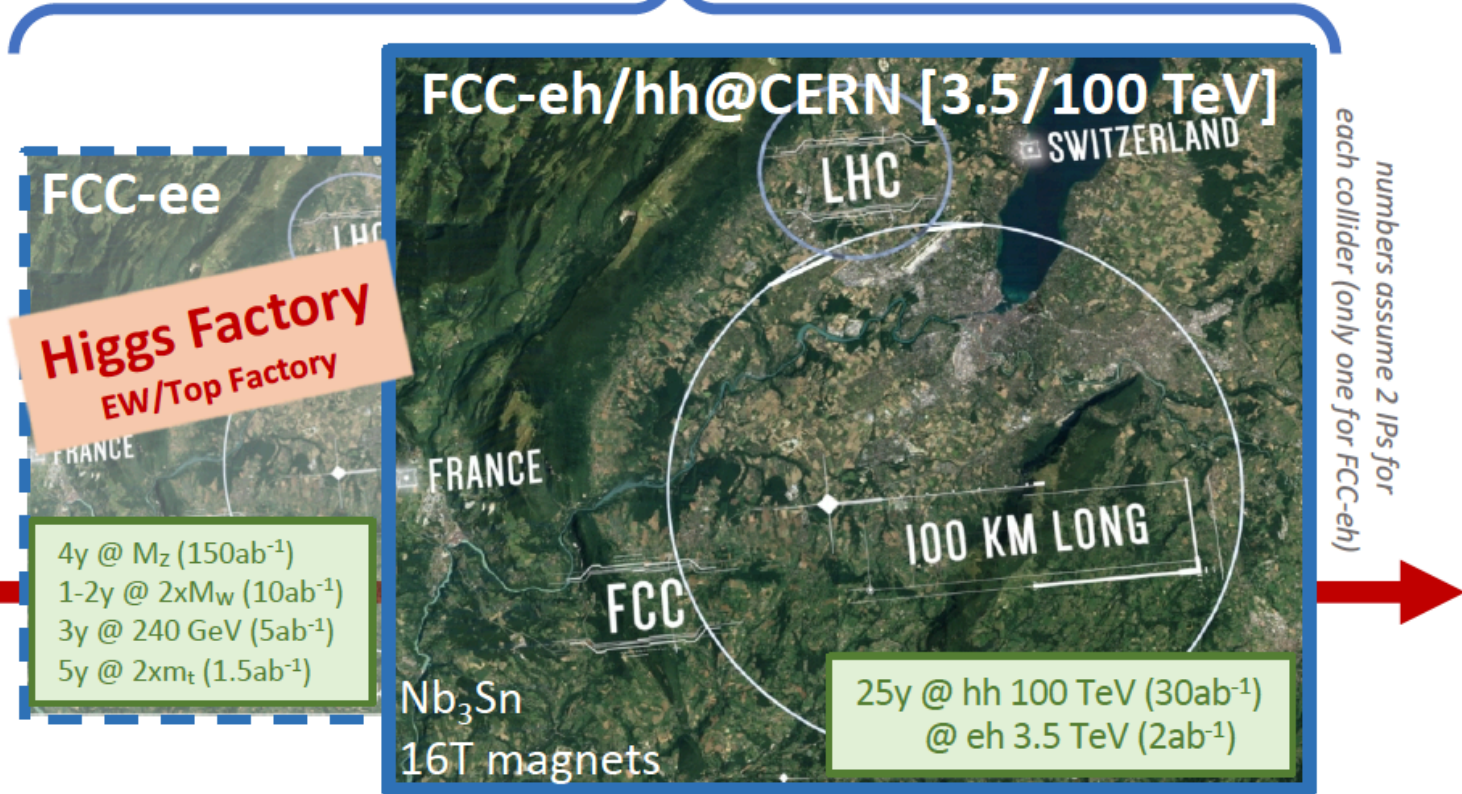 FCC-eh/hh@CERN [3.5/100 TeV]
LHC
SWITZERLAND
FRANCE
100 KM LONG
FCC
Nb₃Sn
16T magnets
25y @ hh 100 TeV (30ab⁻¹)
@ eh 3.5 TeV (2ab⁻¹)
FCC-ee
LHC
Higgs Factory
EW/Top Factory
FRANCE
4y @ M_Z (150ab⁻¹)
1-2y @ 2xM_W (10ab⁻¹)
3y @ 240 GeV (5ab⁻¹)
5y @ 2xm_t (1.5ab⁻¹)
numbers assume 2 IPs for
each collider (only one for FCC-eh)